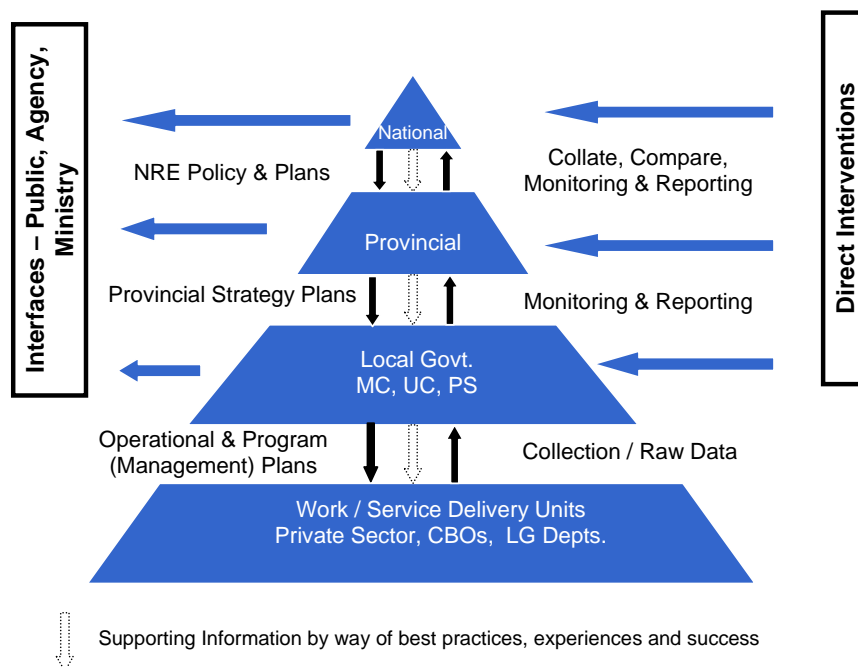 Interfaces – Public, Agency,
Ministry
National
NRE Policy & Plans
Collate, Compare,
Monitoring & Reporting
Provincial
Provincial Strategy Plans
Monitoring & Reporting
Local Govt.
MC, UC, PS
Operational & Program
(Management) Plans
Collection / Raw Data
Work / Service Delivery Units
Private Sector, CBOs, LG Depts.
Direct Interventions
Supporting Information by way of best practices, experiences and success